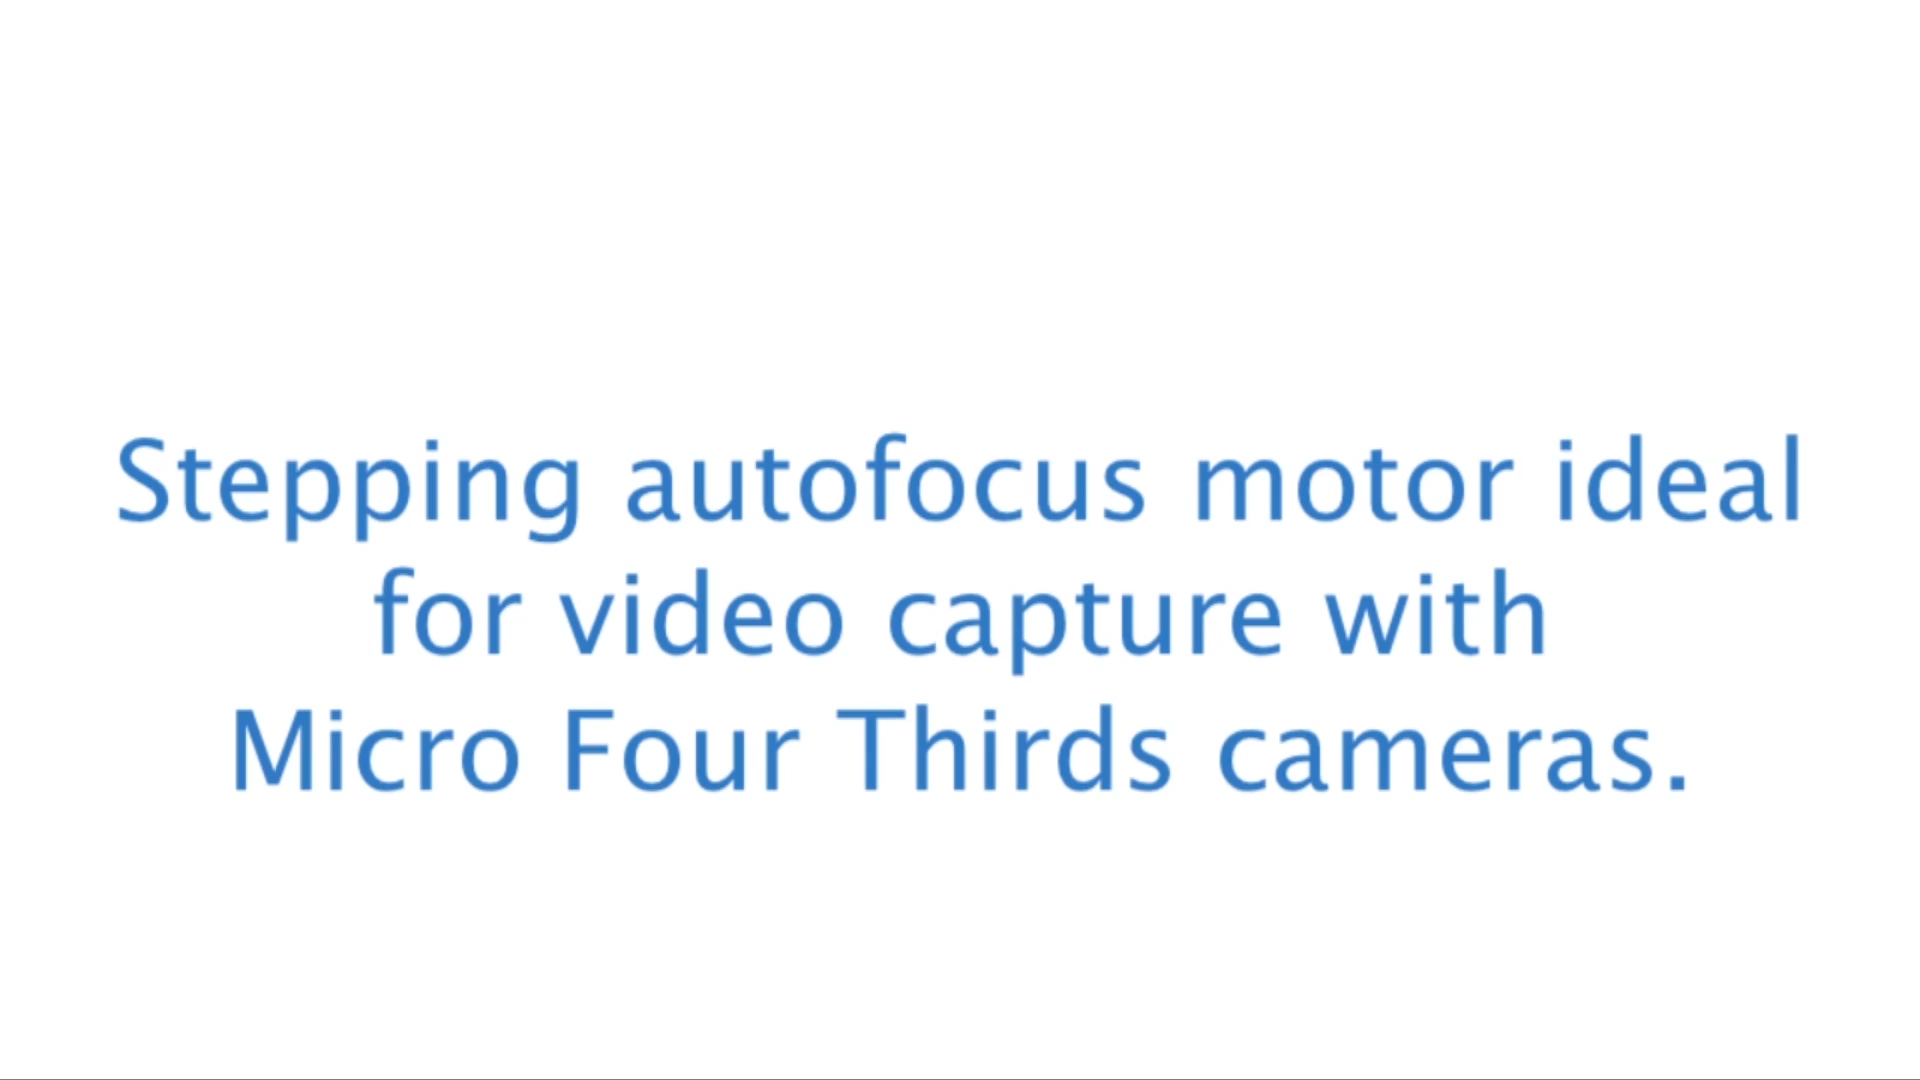 Stepping autofocus motor ideal
for video capture with
Micro Four Thirds cameras.